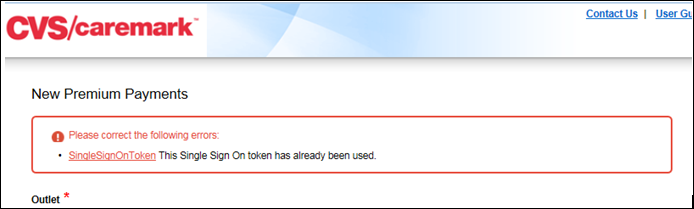 Contact Us | User Gu
CVS/caremark™
New Premium Payments
Please correct the following errors:
• SingleSignOnToken This Single Sign On token has already been used.
Outlet *